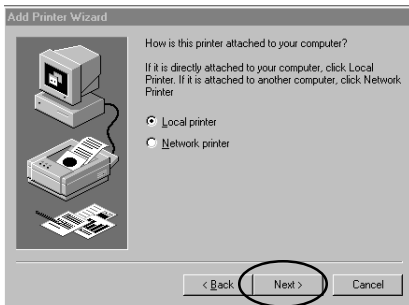 Add Printer Wizard
How is this printer attached to your computer?
If it is directly attached to your computer, click Local
Printer. If it is attached to another computer, click Network
Printer
Local printer
Network printer
< Back
Next >
Cancel